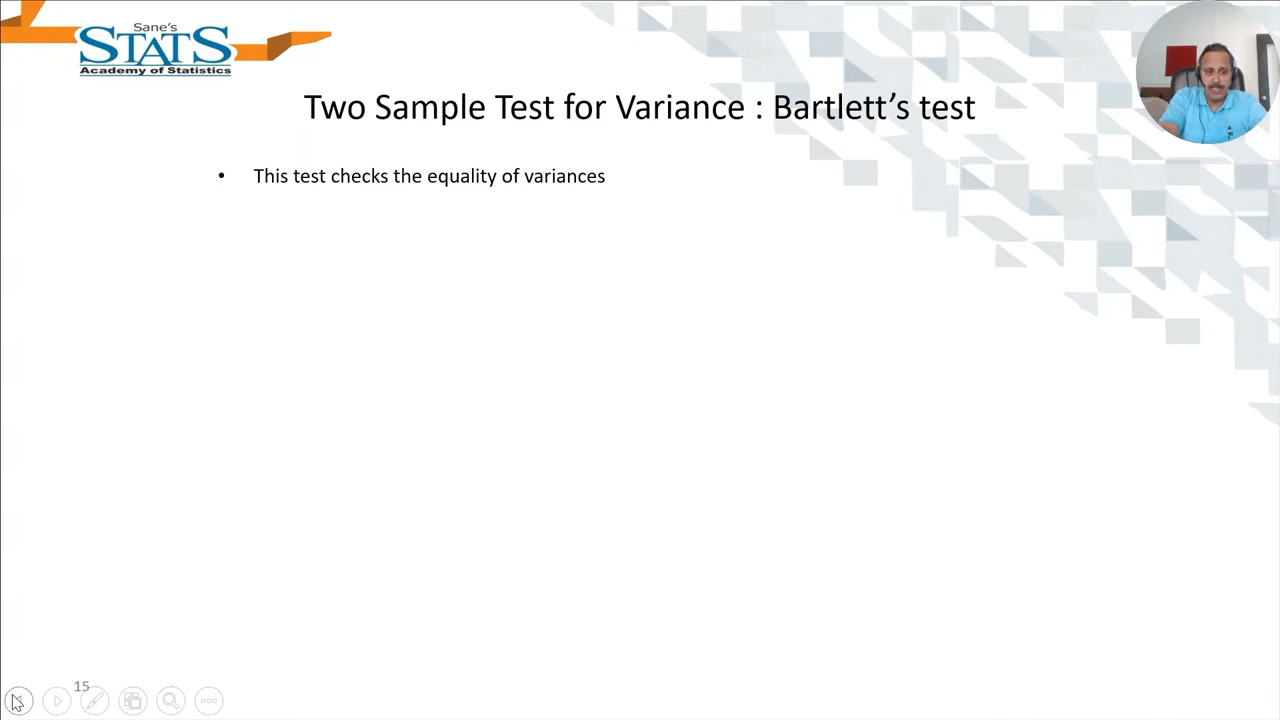 Sane's
STATS
Academy of Statistics
Two Sample Test for Variance : Bartlett’s test
• This test checks the equality of variances
15